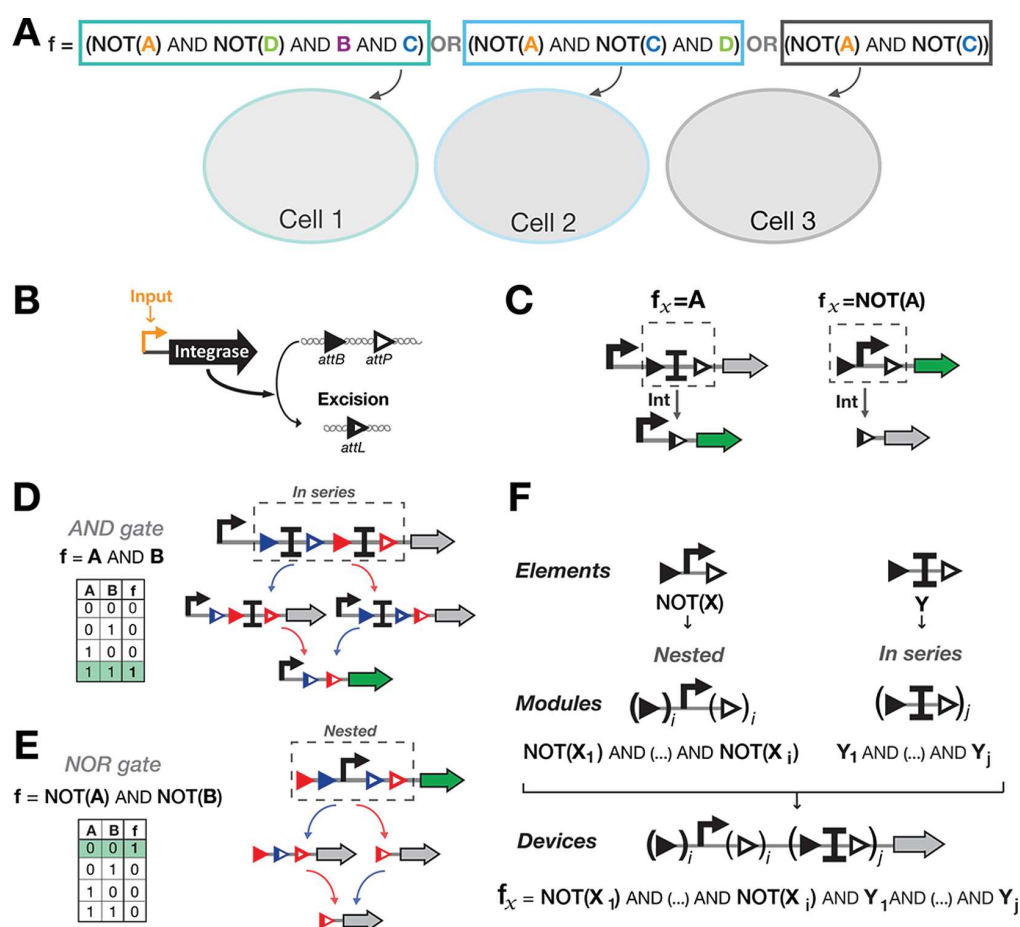 A
f = (NOT(A) AND NOT(D) AND B AND C) OR (NOT(A) AND NOT(C) AND D) OR (NOT(A) AND NOT(C))
Cell 1
Cell 2
Cell 3
B
Input
Integrase
attB
attP
Excision
attL
C
fx=A
fx=NOT(A)
Int
Int
D
AND gate
f = A AND B
A B f
0 0 0
0 1 0
1 0 0
1 1 1
In series
E
NOR gate
f = NOT(A) AND NOT(B)
A B f
0 0 1
0 1 0
1 0 0
1 1 0
Nested
F
Elements
NOT(X)
Y
Nested
In series
Modules
( )i ( )i
( )j
NOT(X1) AND (...) AND NOT(Xi)
Y1 AND (...) AND Yj
Devices
( )i ( )i ( )j
fx = NOT(X1) AND (...) AND NOT(Xi) AND Y1 AND (...) AND Yj